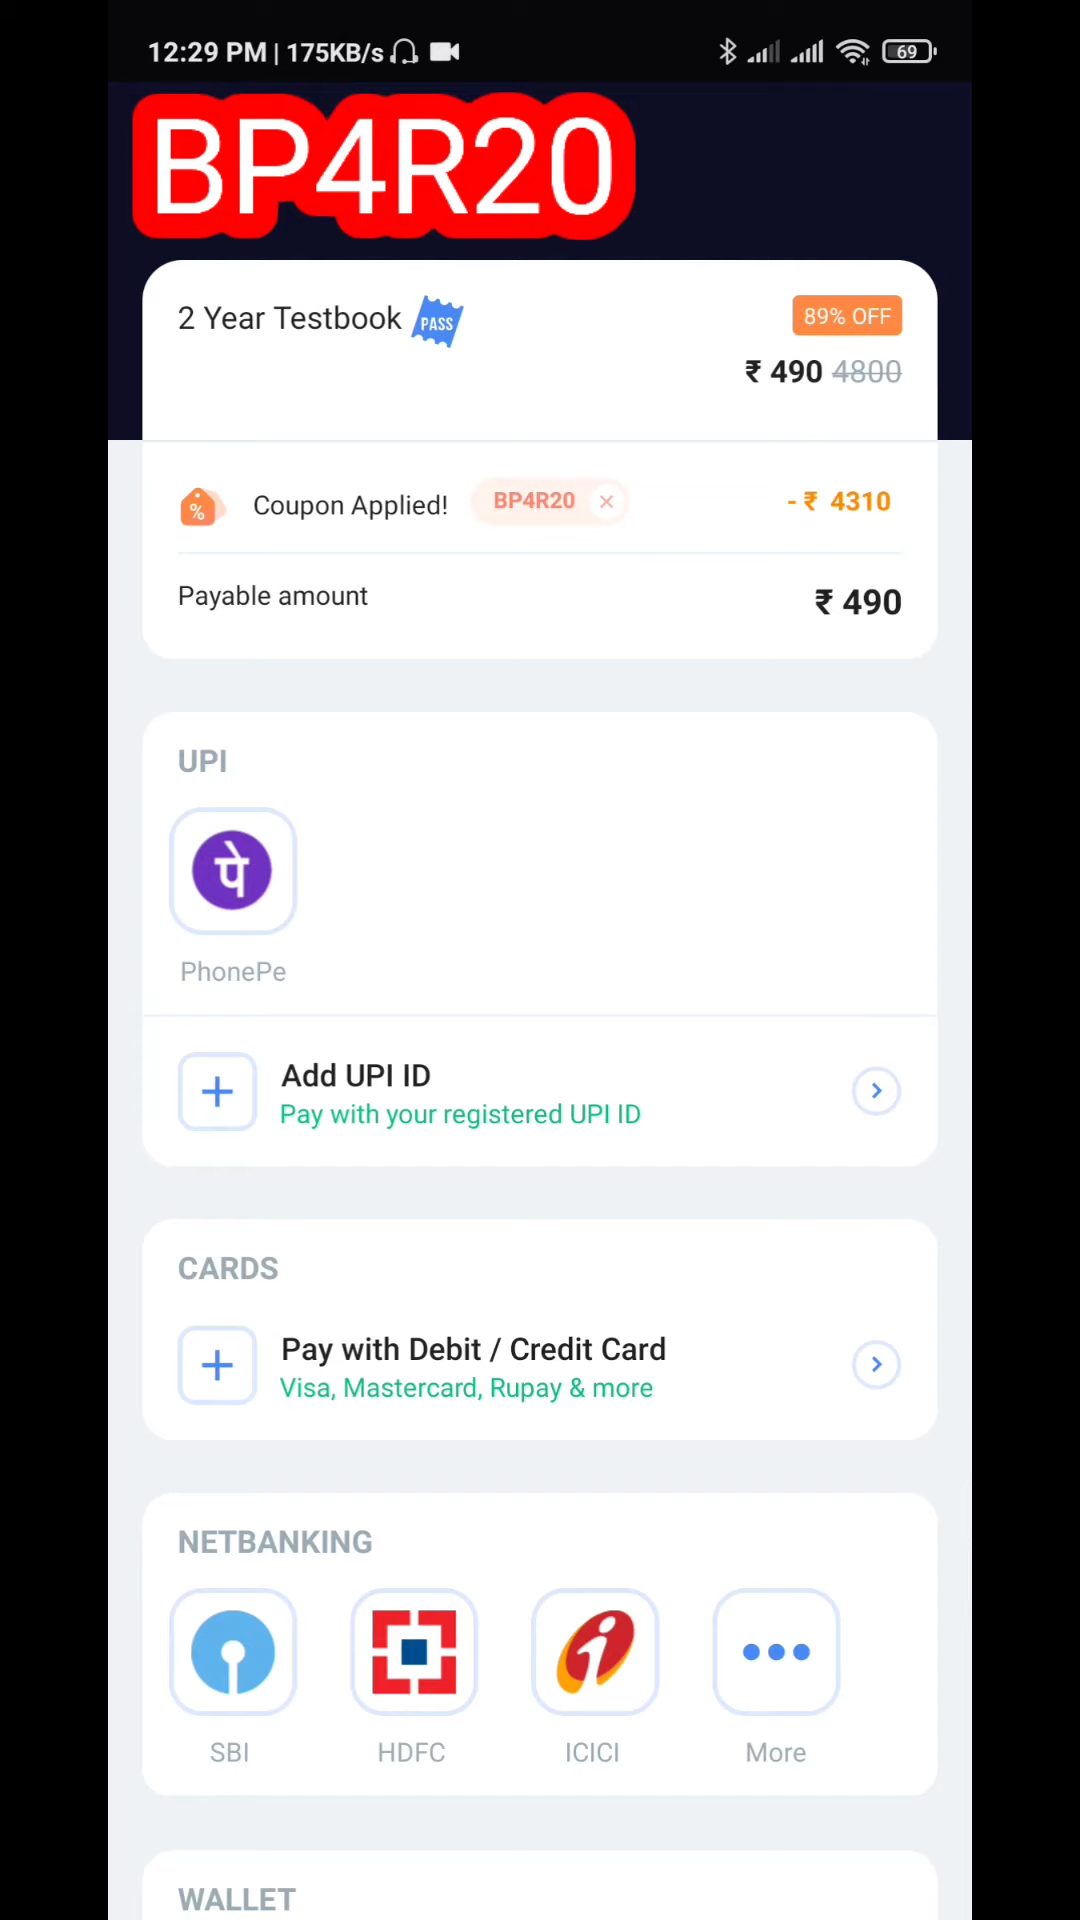 12:29 PM | 175KB/s 69
BP4R20
2 Year Testbook PASS 89% OFF
₹ 490 4800
% Coupon Applied! BP4R20 × - ₹ 4310
Payable amount ₹ 490
UPI
पे
PhonePe
Add UPI ID
Pay with your registered UPI ID
CARDS
Pay with Debit / Credit Card
Visa, Mastercard, Rupay & more
NETBANKING
SBI HDFC ICICI More
WALLET